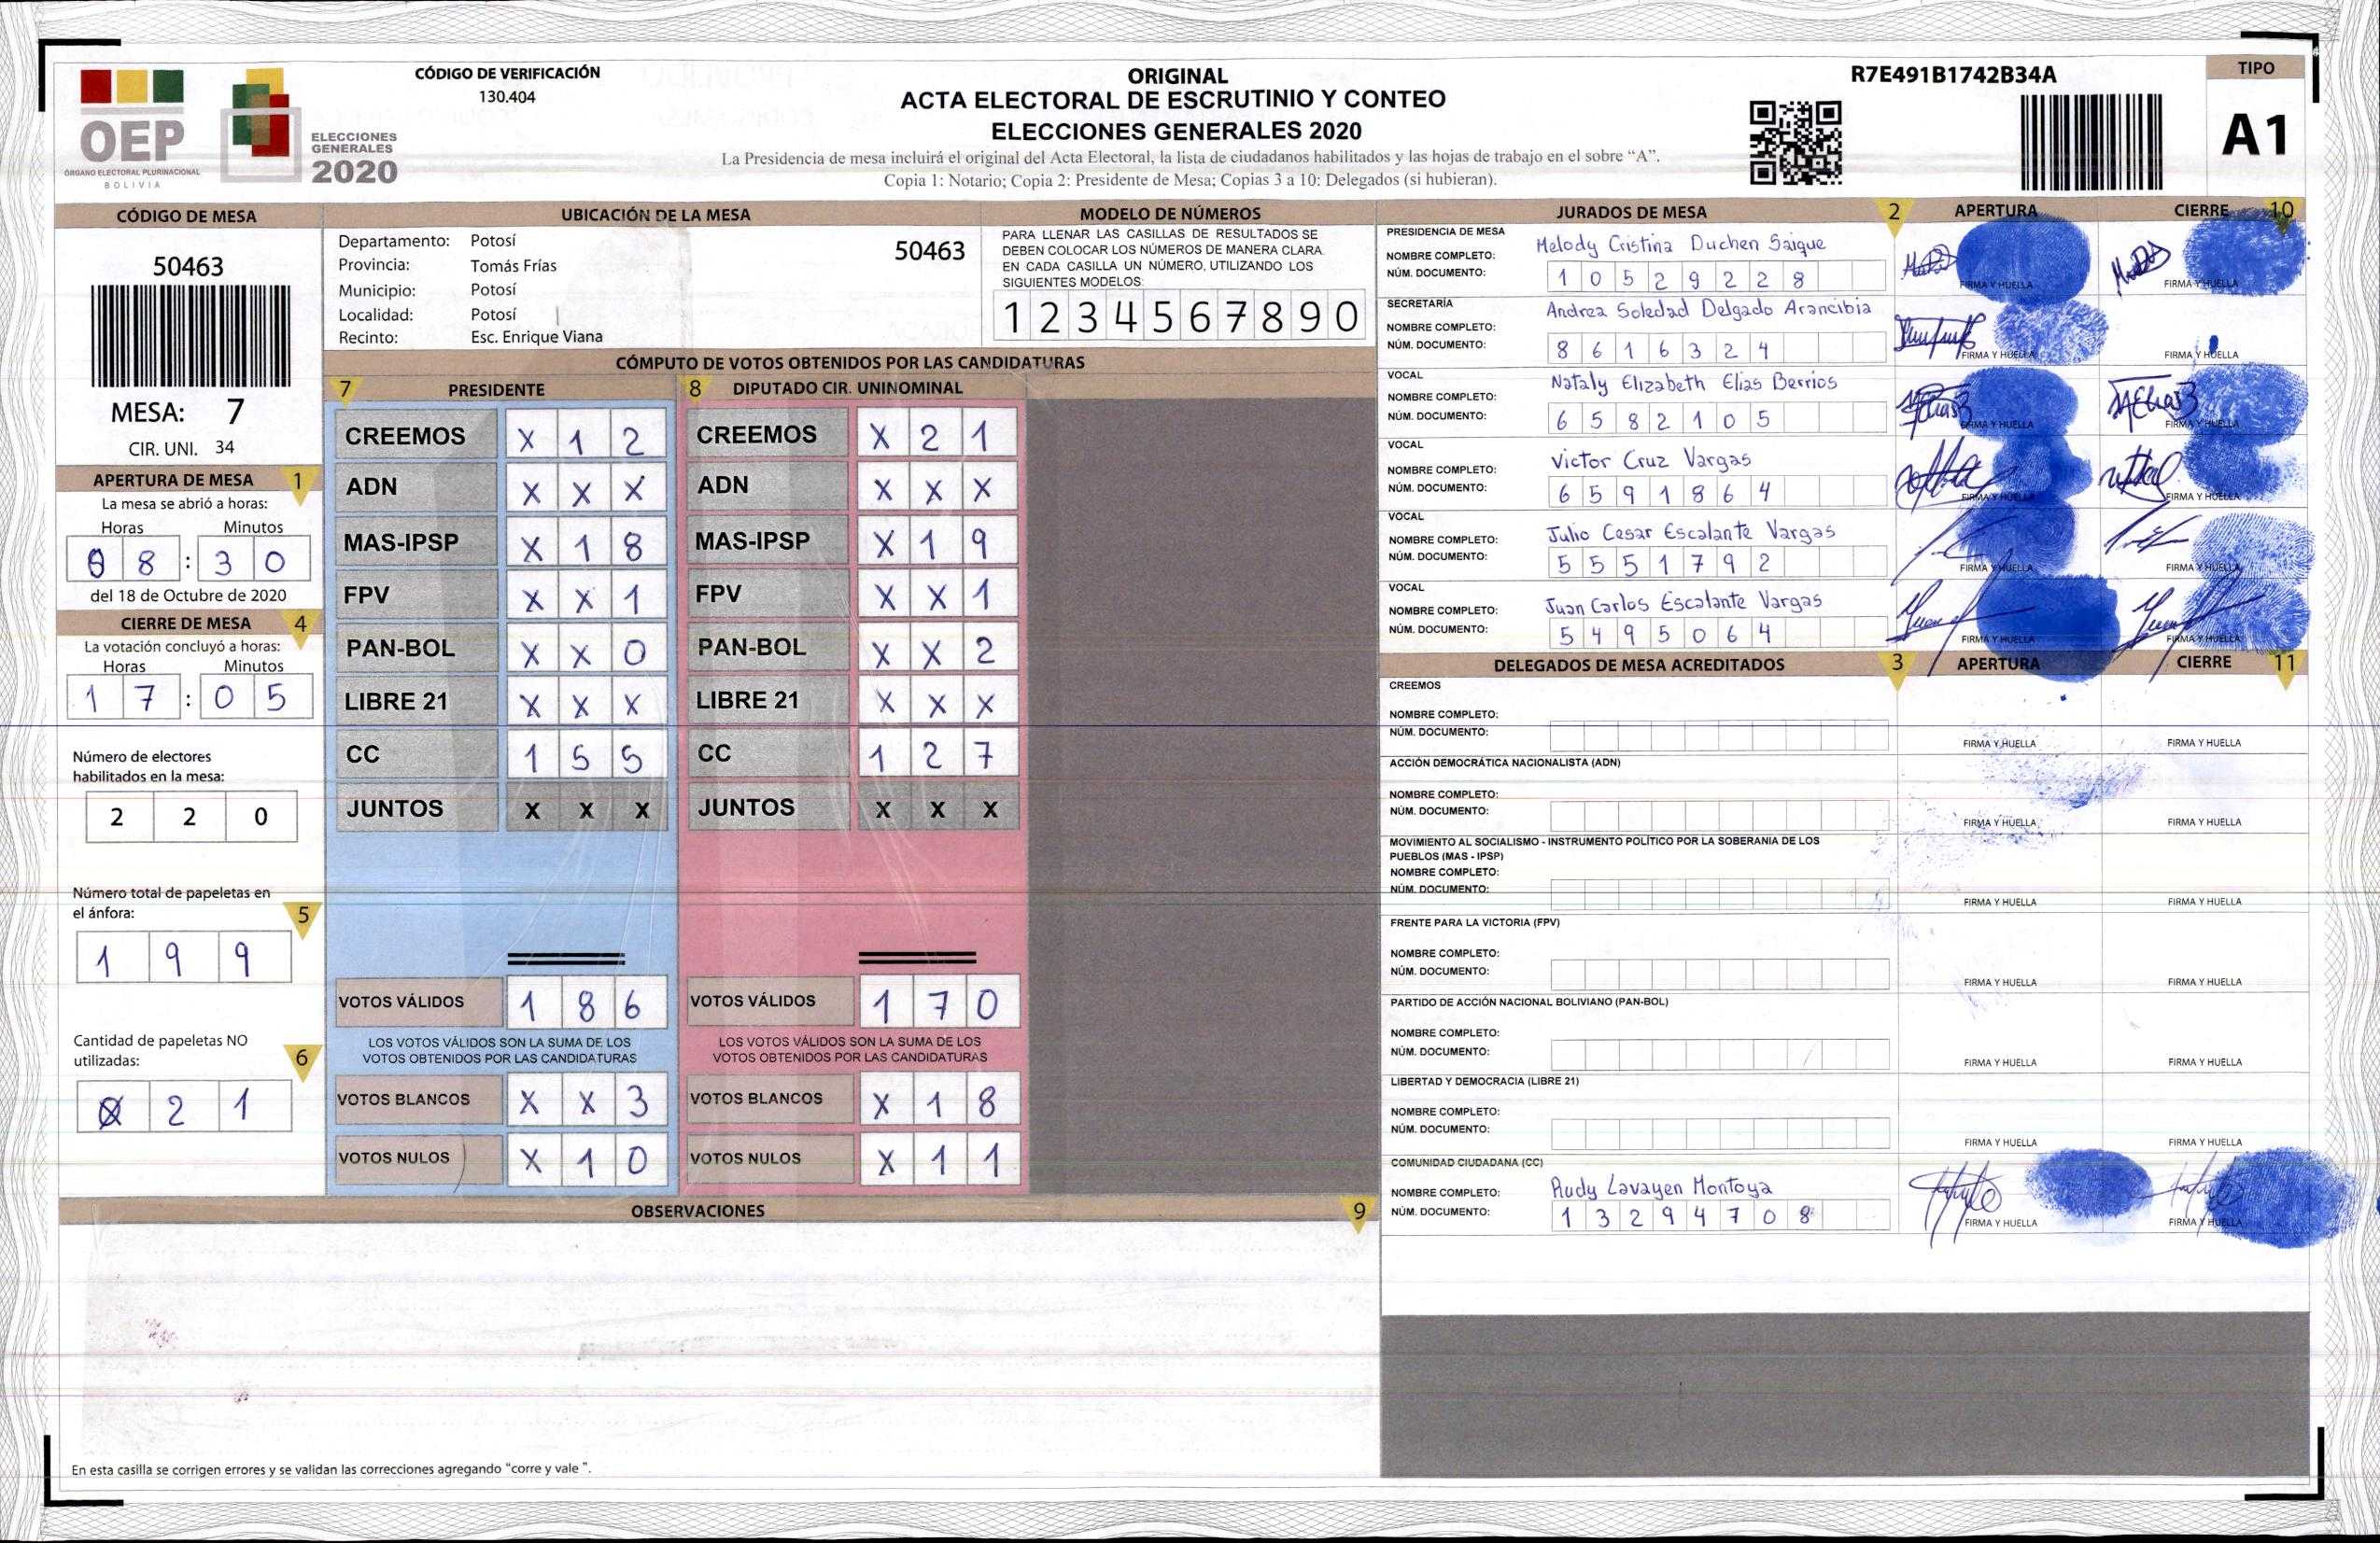 CÓDIGO DE VERIFICACIÓN
130.404
OEP
ÓRGANO ELECTORAL PLURINACIONAL
BOLIVIA
ELECCIONES
GENERALES
2020
ORIGINAL
ACTA ELECTORAL DE ESCRUTINIO Y CONTEO
ELECCIONES GENERALES 2020
La Presidencia de mesa incluirá el original del Acta Electoral, la lista de ciudadanos habilitados y las hojas de trabajo en el sobre “A”.
Copia 1: Notario; Copia 2: Presidente de Mesa; Copias 3 a 10: Delegados (si hubieran).
R7E491B1742B34A
TIPO
A1
CÓDIGO DE MESA
50463
MESA: 7
CIR. UNI. 34
APERTURA DE MESA 1
La mesa se abrió a horas:
Horas Minutos
0 8 : 3 0
del 18 de Octubre de 2020
CIERRE DE MESA 4
La votación concluyó a horas:
Horas Minutos
1 7 : 0 5
Número de electores
habilitados en la mesa:
2 2 0
Número total de papeletas en
el ánfora: 5
1 9 9
Cantidad de papeletas NO
utilizadas: 6
0 2 1
UBICACIÓN DE LA MESA
Departamento: Potosí 50463
Provincia: Tomás Frías
Municipio: Potosí
Localidad: Potosí
Recinto: Esc. Enrique Viana
MODELO DE NÚMEROS
PARA LLENAR LAS CASILLAS DE RESULTADOS SE
DEBEN COLOCAR LOS NÚMEROS DE MANERA CLARA.
EN CADA CASILLA UN NÚMERO, UTILIZANDO LOS
SIGUIENTES MODELOS:
1 2 3 4 5 6 7 8 9 0
CÓMPUTO DE VOTOS OBTENIDOS POR LAS CANDIDATURAS
7 PRESIDENTE
CREEMOS X 1 2
ADN X X X
MAS-IPSP X 1 8
FPV X X 1
PAN-BOL X X 0
LIBRE 21 X X X
CC 1 5 5
JUNTOS X X X
VOTOS VÁLIDOS 1 8 6
LOS VOTOS VÁLIDOS SON LA SUMA DE LOS
VOTOS OBTENIDOS POR LAS CANDIDATURAS
VOTOS BLANCOS X X 3
VOTOS NULOS X 1 0
8 DIPUTADO CIR. UNINOMINAL
CREEMOS X 2 1
ADN X X X
MAS-IPSP X 1 9
FPV X X 1
PAN-BOL X X 2
LIBRE 21 X X X
CC 1 2 7
JUNTOS X X X
VOTOS VÁLIDOS 1 7 0
LOS VOTOS VÁLIDOS SON LA SUMA DE LOS
VOTOS OBTENIDOS POR LAS CANDIDATURAS
VOTOS BLANCOS X 1 8
VOTOS NULOS X 1 1
OBSERVACIONES 9
En esta casilla se corrigen errores y se validan las correcciones agregando “corre y vale ”.
JURADOS DE MESA 2 APERTURA CIERRE 10
PRESIDENCIA DE MESA
NOMBRE COMPLETO: Melody Cristina Duchen Saique
NÚM. DOCUMENTO: 1 0 5 2 9 2 2 8
FIRMA Y HUELLA FIRMA Y HUELLA
SECRETARÍA
NOMBRE COMPLETO: Andrea Soledad Delgado Arancibia
NÚM. DOCUMENTO: 8 6 1 6 3 2 4
FIRMA Y HUELLA FIRMA Y HUELLA
VOCAL
NOMBRE COMPLETO: Nataly Elizabeth Elias Berrios
NÚM. DOCUMENTO: 6 5 8 2 1 0 5
FIRMA Y HUELLA FIRMA Y HUELLA
VOCAL
NOMBRE COMPLETO: Victor Cruz Vargas
NÚM. DOCUMENTO: 6 5 9 1 8 6 4
FIRMA Y HUELLA FIRMA Y HUELLA
VOCAL
NOMBRE COMPLETO: Julio Cesar Escalante Vargas
NÚM. DOCUMENTO: 5 5 5 1 7 9 2
FIRMA Y HUELLA FIRMA Y HUELLA
VOCAL
NOMBRE COMPLETO: Juan Carlos Escalante Vargas
NÚM. DOCUMENTO: 5 4 9 5 0 6 4
FIRMA Y HUELLA FIRMA Y HUELLA
DELEGADOS DE MESA ACREDITADOS 3 APERTURA CIERRE 11
CREEMOS
NOMBRE COMPLETO:
NÚM. DOCUMENTO:
FIRMA Y HUELLA FIRMA Y HUELLA
ACCIÓN DEMOCRÁTICA NACIONALISTA (ADN)
NOMBRE COMPLETO:
NÚM. DOCUMENTO:
FIRMA Y HUELLA FIRMA Y HUELLA
MOVIMIENTO AL SOCIALISMO - INSTRUMENTO POLÍTICO POR LA SOBERANIA DE LOS
PUEBLOS (MAS - IPSP)
NOMBRE COMPLETO:
NÚM. DOCUMENTO:
FIRMA Y HUELLA FIRMA Y HUELLA
FRENTE PARA LA VICTORIA (FPV)
NOMBRE COMPLETO:
NÚM. DOCUMENTO:
FIRMA Y HUELLA FIRMA Y HUELLA
PARTIDO DE ACCIÓN NACIONAL BOLIVIANO (PAN-BOL)
NOMBRE COMPLETO:
NÚM. DOCUMENTO:
FIRMA Y HUELLA FIRMA Y HUELLA
LIBERTAD Y DEMOCRACIA (LIBRE 21)
NOMBRE COMPLETO:
NÚM. DOCUMENTO:
FIRMA Y HUELLA FIRMA Y HUELLA
COMUNIDAD CIUDADANA (CC)
NOMBRE COMPLETO: Rudy Lavayen Montoya
NÚM. DOCUMENTO: 1 3 2 9 4 7 0 8
FIRMA Y HUELLA FIRMA Y HUELLA